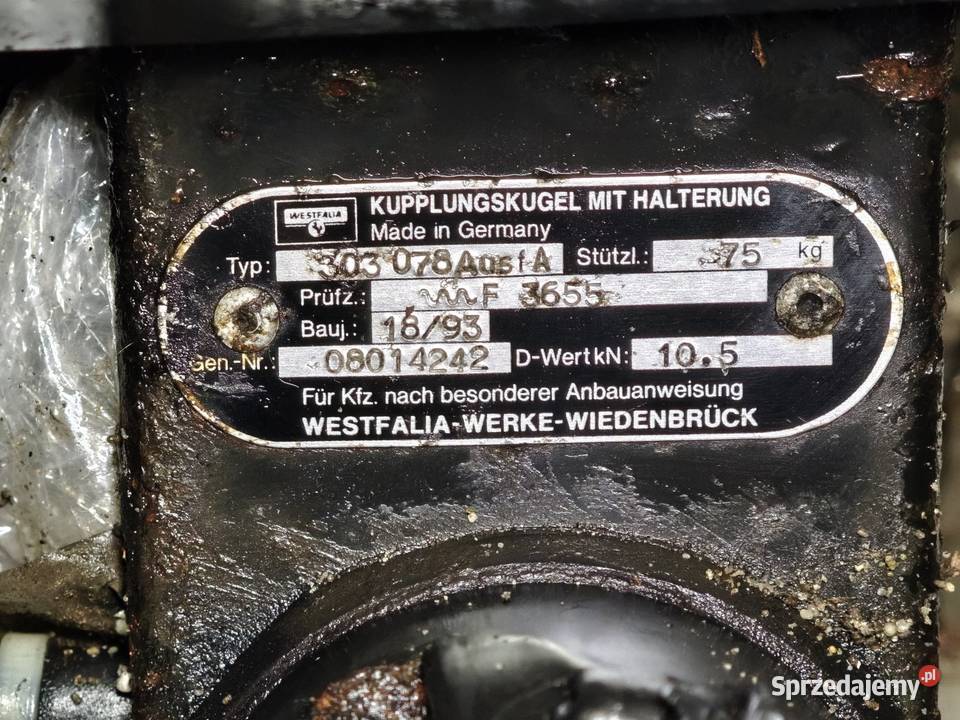 WESTFALIA
KUPPLUNGSKUGEL MIT HALTERUNG
Made in Germany
Typ: 303 078 Ausf A Stützl.: 75 kg
Prüfz.: F 3655
Bauj.: 18/93
Gen.-Nr.: 08014242 D-Wert kN: 10.5
Für Kfz. nach besonderer Anbauanweisung
WESTFALIA-WERKE-WIEDENBRÜCK
Sprzedajemy.pl